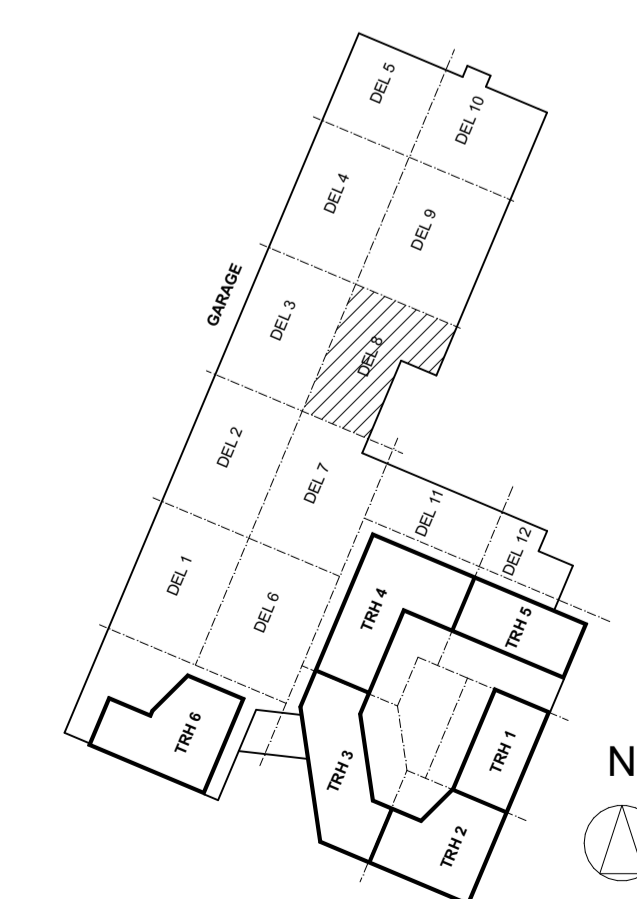 DEL 5
DEL 10
DEL 4
DEL 9
GARAGE
DEL 3
DEL 8
DEL 2
DEL 7
DEL 11
DEL 12
DEL 1
DEL 6
TRH 4
TRH 5
TRH 6
TRH 3
TRH 1
TRH 2
N